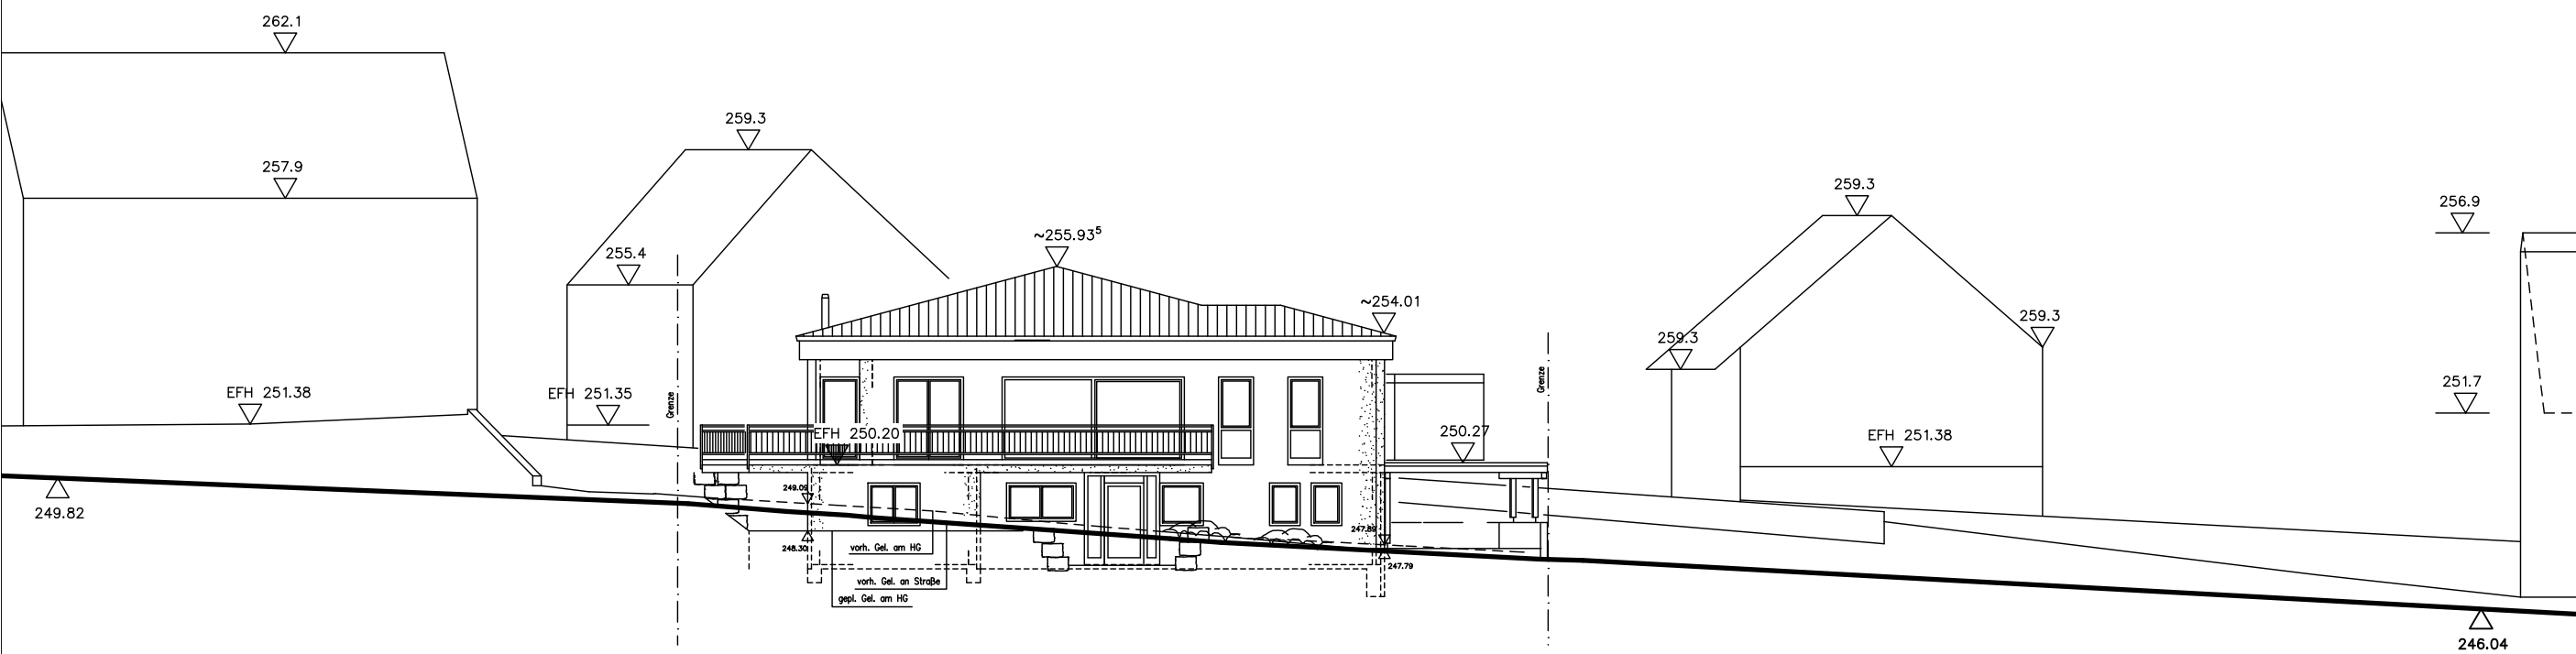 262.1
257.9
EFH 251.38
249.82
259.3
255.4
EFH 251.35
Grenze
~255.93⁵
~254.01
EFH 250.20
249.09
248.30
vorh. Gel. am HG
vorh. Gel. an Straße
gepl. Gel. am HG
247.79
250.27
Grenze
259.3
259.3
259.3
EFH 251.38
256.9
251.7
246.04